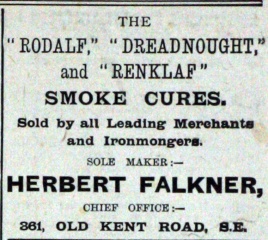 THE
"RODALF," "DREADNOUGHT,"
and "RENKLAF"
SMOKE CURES.
Sold by all Leading Merchants
and Ironmongers.
SOLE MAKER:—
HERBERT FALKNER,
CHIEF OFFICE:—
361, OLD KENT ROAD, S.E.